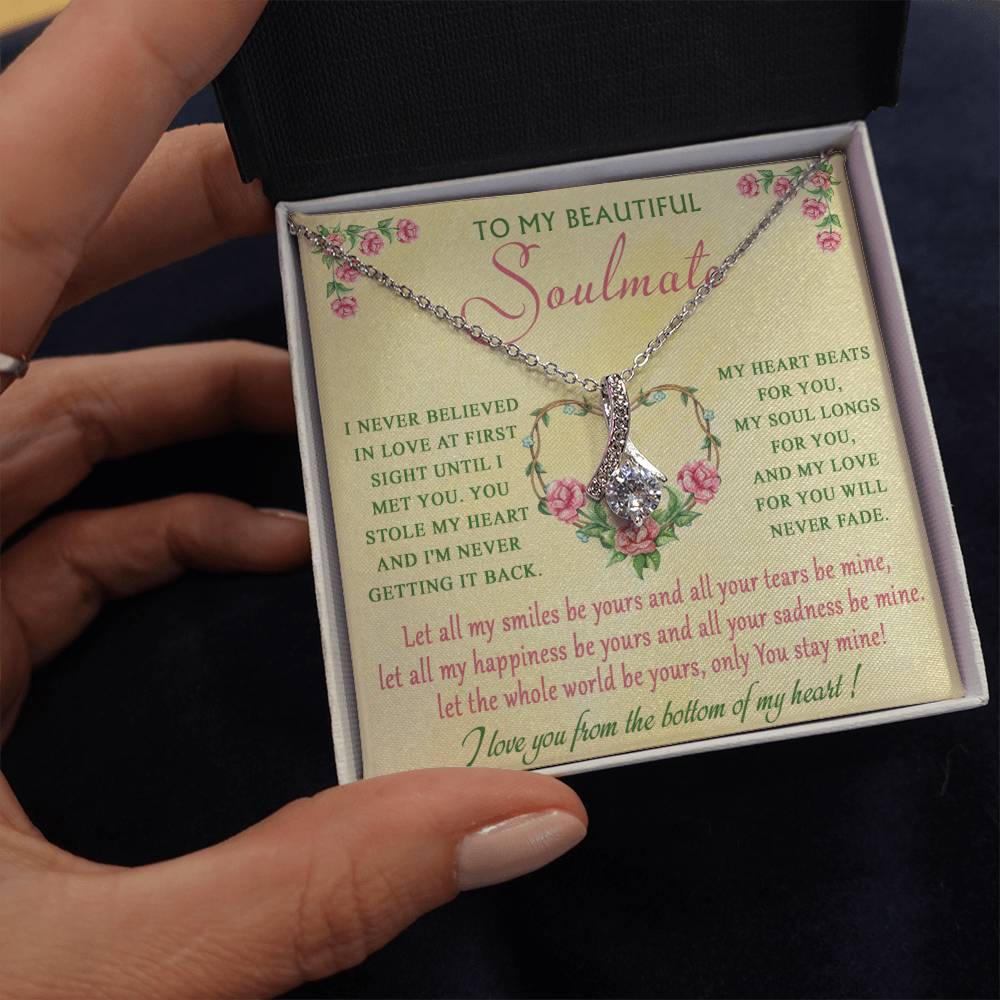 TO MY BEAUTIFUL
Soulmate
I NEVER BELIEVED
IN LOVE AT FIRST
SIGHT UNTIL I
MET YOU. YOU
STOLE MY HEART
AND I'M NEVER
GETTING IT BACK.
MY HEART BEATS
FOR YOU,
MY SOUL LONGS
FOR YOU,
AND MY LOVE
FOR YOU WILL
NEVER FADE.
Let all my smiles be yours and all your tears be mine,
let all my happiness be yours and all your sadness be mine.
let the whole world be yours, only You stay mine!
I love you from the bottom of my heart !